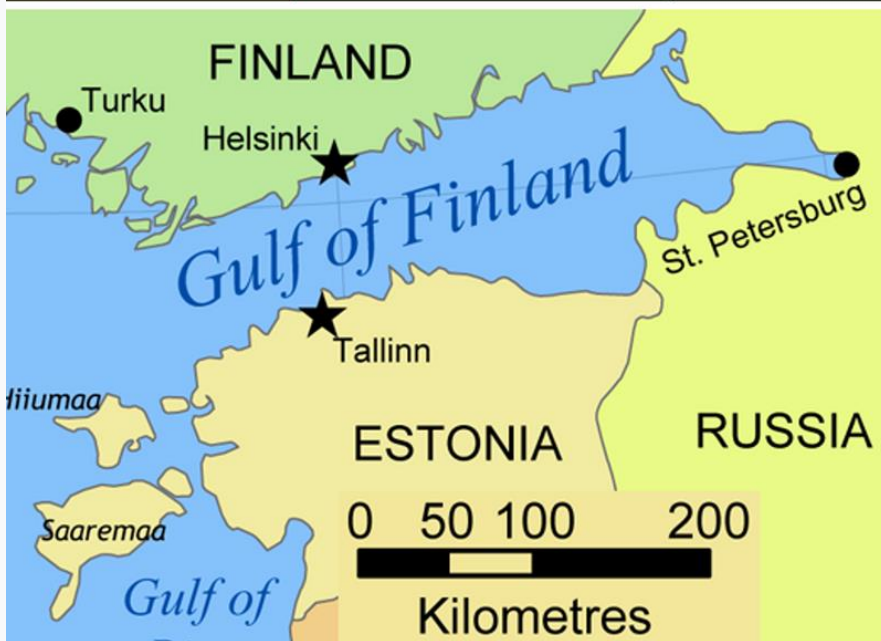 FINLAND
Turku
Helsinki
Gulf of Finland
St. Petersburg
Tallinn
RUSSIA
ESTONIA
Saaremaa
0 50 100 200
Kilometres
Gulf of